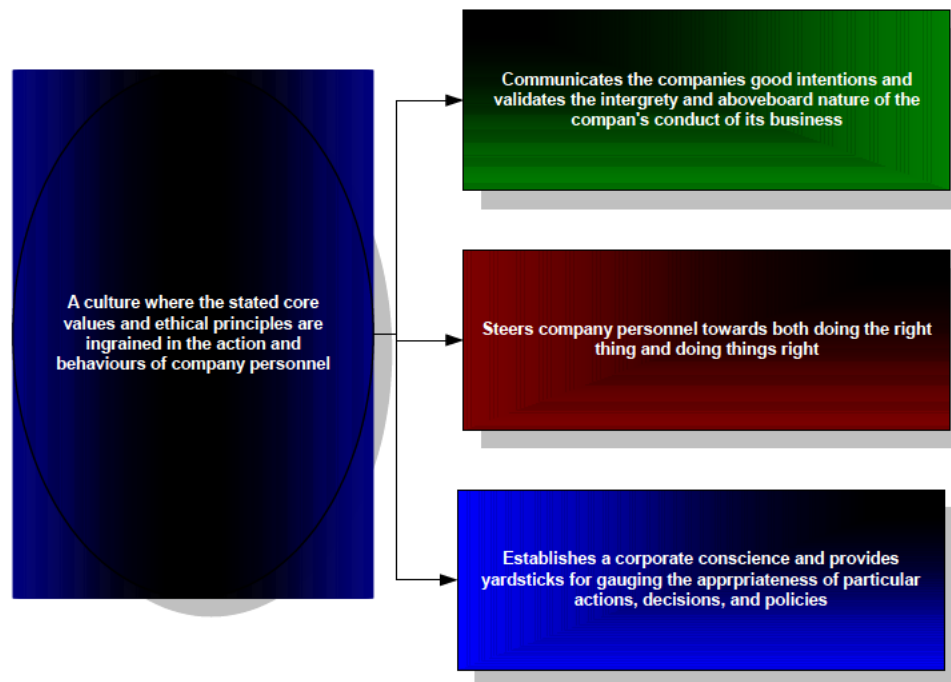 Communicates the companies good intentions and
validates the intergrety and aboveboard nature of the
compan's conduct of its business
A culture where the stated core
values and ethical principles are
ingrained in the action and
behaviours of company personnel
Steers company personnel towards both doing the right
thing and doing things right
Establishes a corporate conscience and provides
yardsticks for gauging the apprpriateness of particular
actions, decisions, and policies